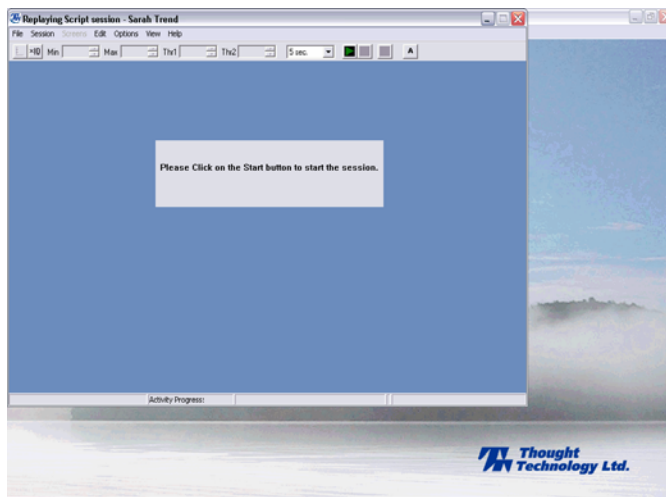 Replaying Script session - Sarah Trend
File Session Screens Edit Options View Help
Min Max Thr1 Thr2 5 sec. A
Please Click on the Start button to start the session.
Activity Progress:
Thought
Technology Ltd.